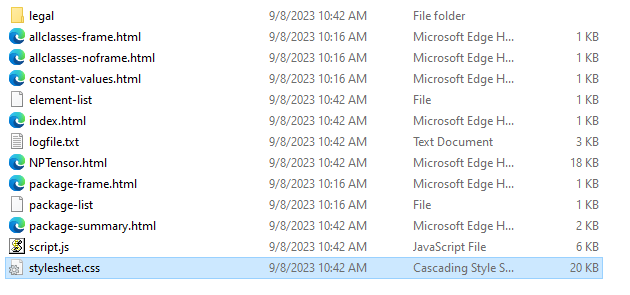 legal 9/8/2023 10:42 AM File folder
allclasses-frame.html 9/8/2023 10:16 AM Microsoft Edge H... 1 KB
allclasses-noframe.html 9/8/2023 10:16 AM Microsoft Edge H... 1 KB
constant-values.html 9/8/2023 10:16 AM Microsoft Edge H... 1 KB
element-list 9/8/2023 10:42 AM File 1 KB
index.html 9/8/2023 10:42 AM Microsoft Edge H... 1 KB
logfile.txt 9/8/2023 10:42 AM Text Document 3 KB
NPTensor.html 9/8/2023 10:42 AM Microsoft Edge H... 18 KB
package-frame.html 9/8/2023 10:16 AM Microsoft Edge H... 1 KB
package-list 9/8/2023 10:16 AM File 1 KB
package-summary.html 9/8/2023 10:42 AM Microsoft Edge H... 2 KB
script.js 9/8/2023 10:42 AM JavaScript File 6 KB
stylesheet.css 9/8/2023 10:42 AM Cascading Style S... 20 KB